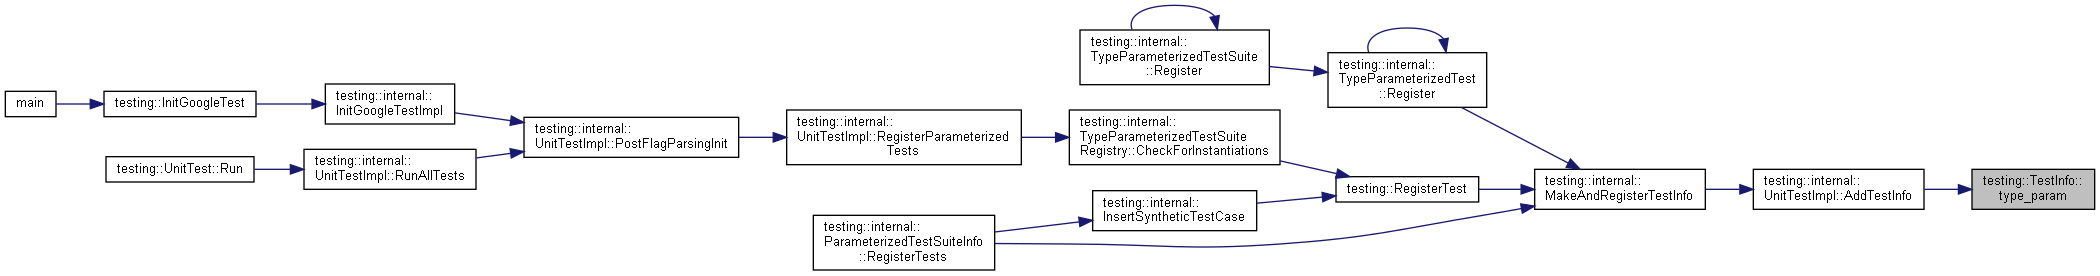 main
testing::InitGoogleTest
testing::internal::
InitGoogleTestImpl
testing::UnitTest::Run
testing::internal::
UnitTestImpl::RunAllTests
testing::internal::
UnitTestImpl::PostFlagParsingInit
testing::internal::
UnitTestImpl::RegisterParameterized
Tests
testing::internal::
ParameterizedTestSuiteInfo
::RegisterTests
testing::internal::
TypeParameterizedTestSuite
::Register
testing::internal::
TypeParameterizedTestSuite
Registry::CheckForInstantiations
testing::internal::
InsertSyntheticTestCase
testing::internal::
TypeParameterizedTest
::Register
testing::RegisterTest
testing::internal::
MakeAndRegisterTestInfo
testing::internal::
UnitTestImpl::AddTestInfo
testing::TestInfo::
type_param